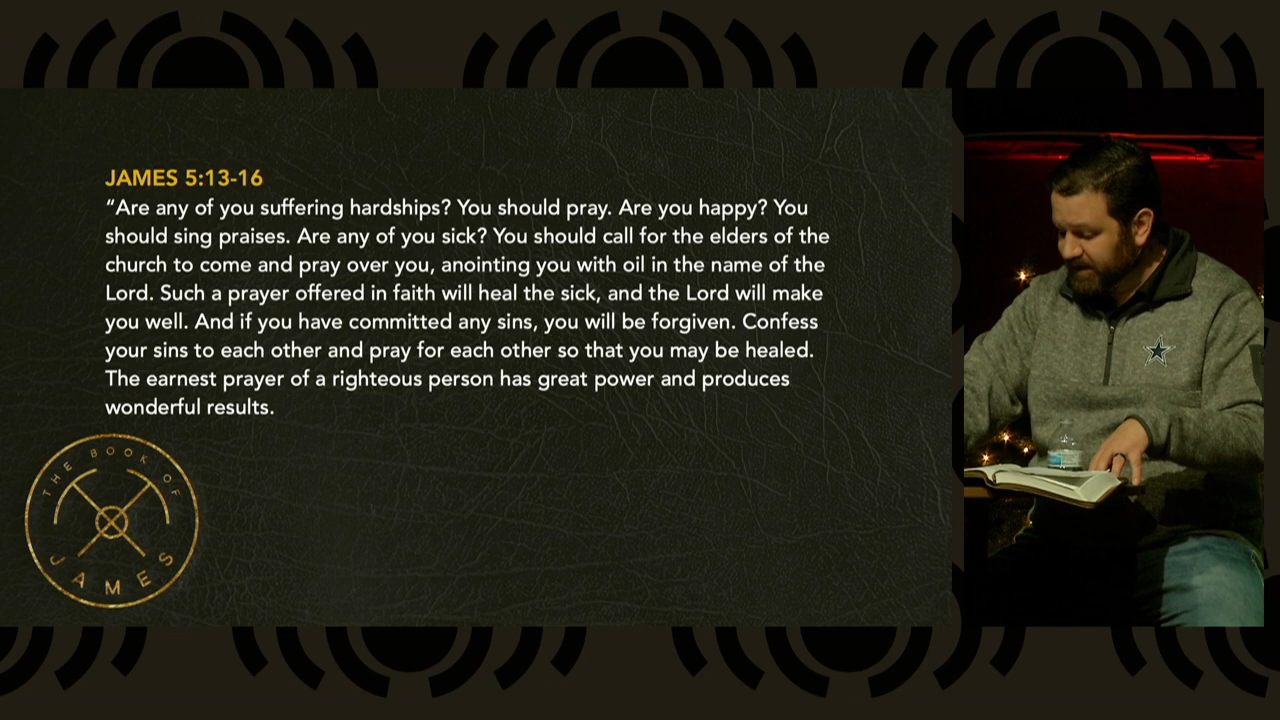 JAMES 5:13-16
“Are any of you suffering hardships? You should pray. Are you happy? You
should sing praises. Are any of you sick? You should call for the elders of the
church to come and pray over you, anointing you with oil in the name of the
Lord. Such a prayer offered in faith will heal the sick, and the Lord will make
you well. And if you have committed any sins, you will be forgiven. Confess
your sins to each other and pray for each other so that you may be healed.
The earnest prayer of a righteous person has great power and produces
wonderful results.
THE BOOK OF
JAMES